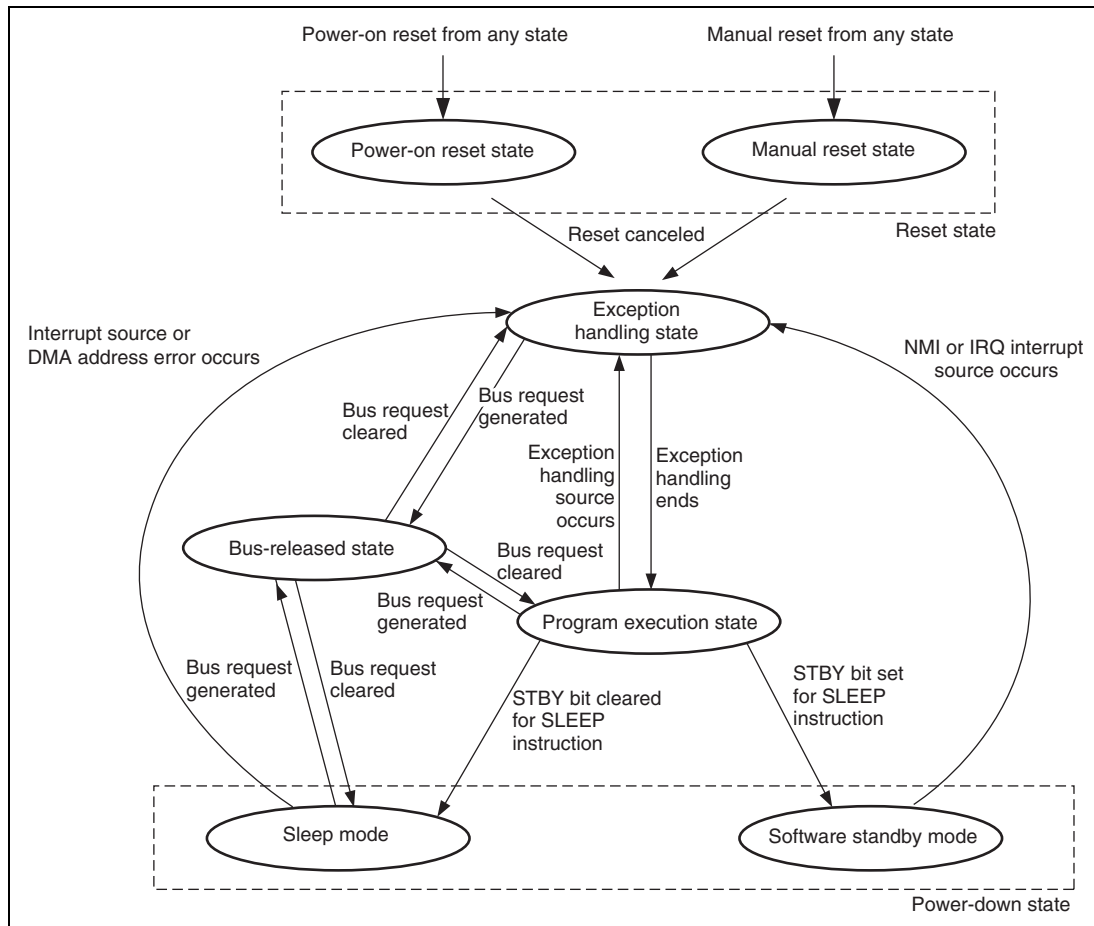 Power-on reset from any state
Manual reset from any state
Power-on reset state
Manual reset state
Reset canceled
Reset state
Exception
handling state
Interrupt source or
DMA address error occurs
NMI or IRQ interrupt
source occurs
Bus request
cleared
Bus request
generated
Exception
handling
source
occurs
Exception
handling
ends
Bus-released state
Bus request
cleared
Bus request
generated
Program execution state
Bus request
generated
Bus request
cleared
STBY bit cleared
for SLEEP
instruction
STBY bit set
for SLEEP
instruction
Sleep mode
Software standby mode
Power-down state